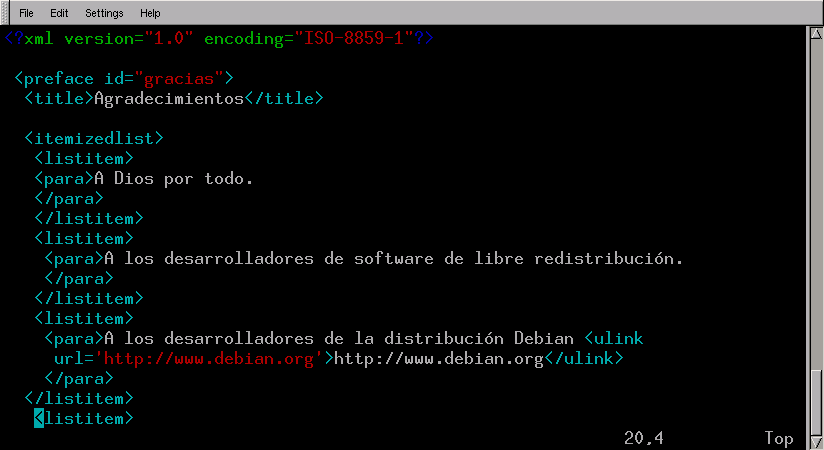 File Edit Settings Help
<?xml version="1.0" encoding="ISO-8859-1"?>
<preface id="gracias">
<title>Agradecimientos</title>
<itemizedlist>
<listitem>
<para>A Dios por todo.
</para>
</listitem>
<listitem>
<para>A los desarrolladores de software de libre redistribución.
</para>
</listitem>
<listitem>
<para>A los desarrolladores de la distribución Debian <ulink
url='http://www.debian.org'>http://www.debian.org</ulink>
</para>
</listitem>
<listitem>
20,4 Top